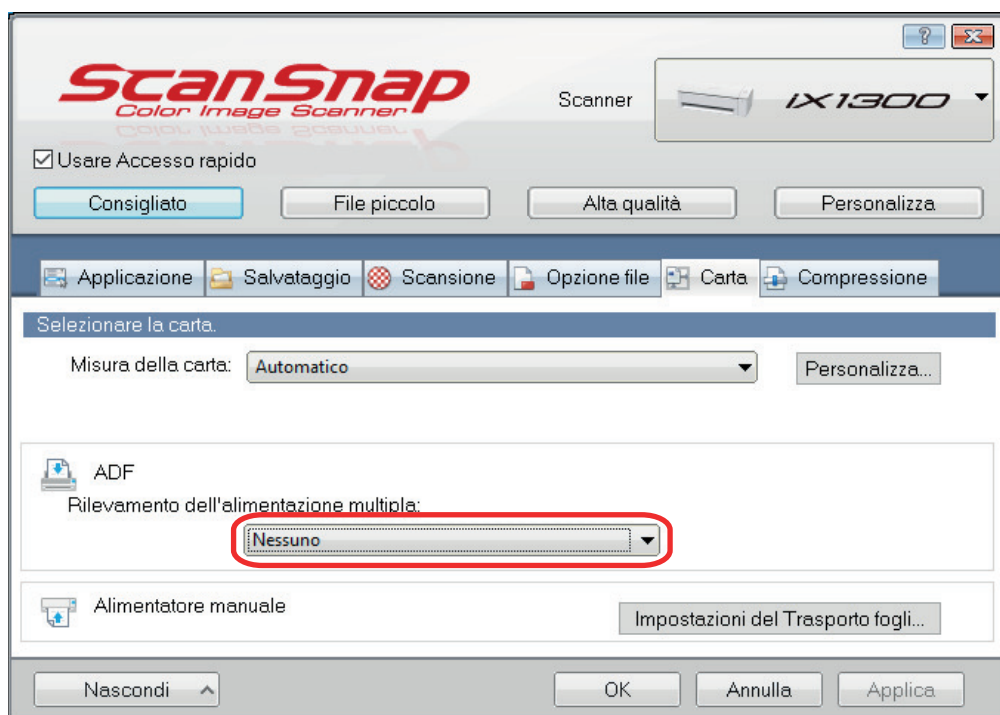 ScanSnap
Color Image Scanner
Scanner
iX1300
Usare Accesso rapido
Consigliato
File piccolo
Alta qualità
Personalizza
Applicazione
Salvataggio
Scansione
Opzione file
Carta
Compressione
Selezionare la carta.
Misura della carta:
Automatico
Personalizza...
ADF
Rilevamento dell'alimentazione multipla:
Nessuno
Alimentatore manuale
Impostazioni del Trasporto fogli...
Nascondi
OK
Annulla
Applica